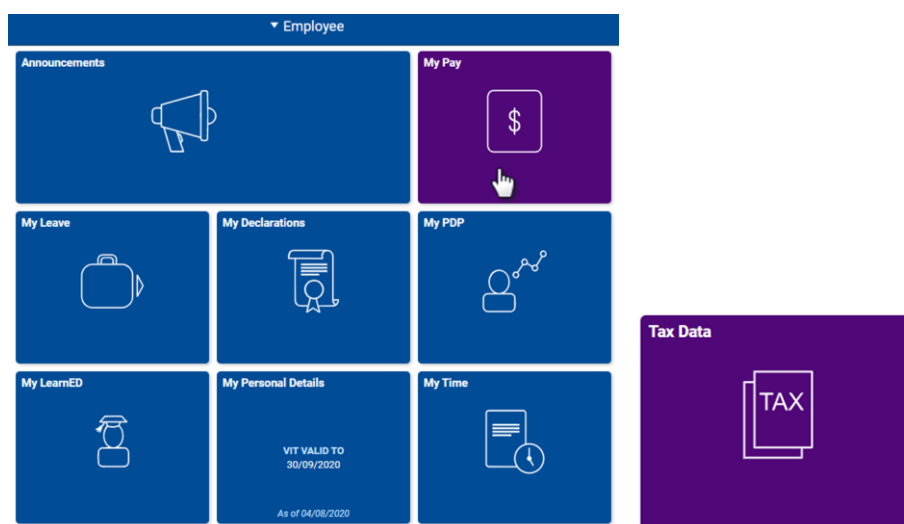 Employee
Announcements
My Pay
$
My Leave
My Declarations
My PDP
My LearnED
My Personal Details
VIT VALID TO
30/09/2020
As of 04/08/2020
My Time
Tax Data
TAX